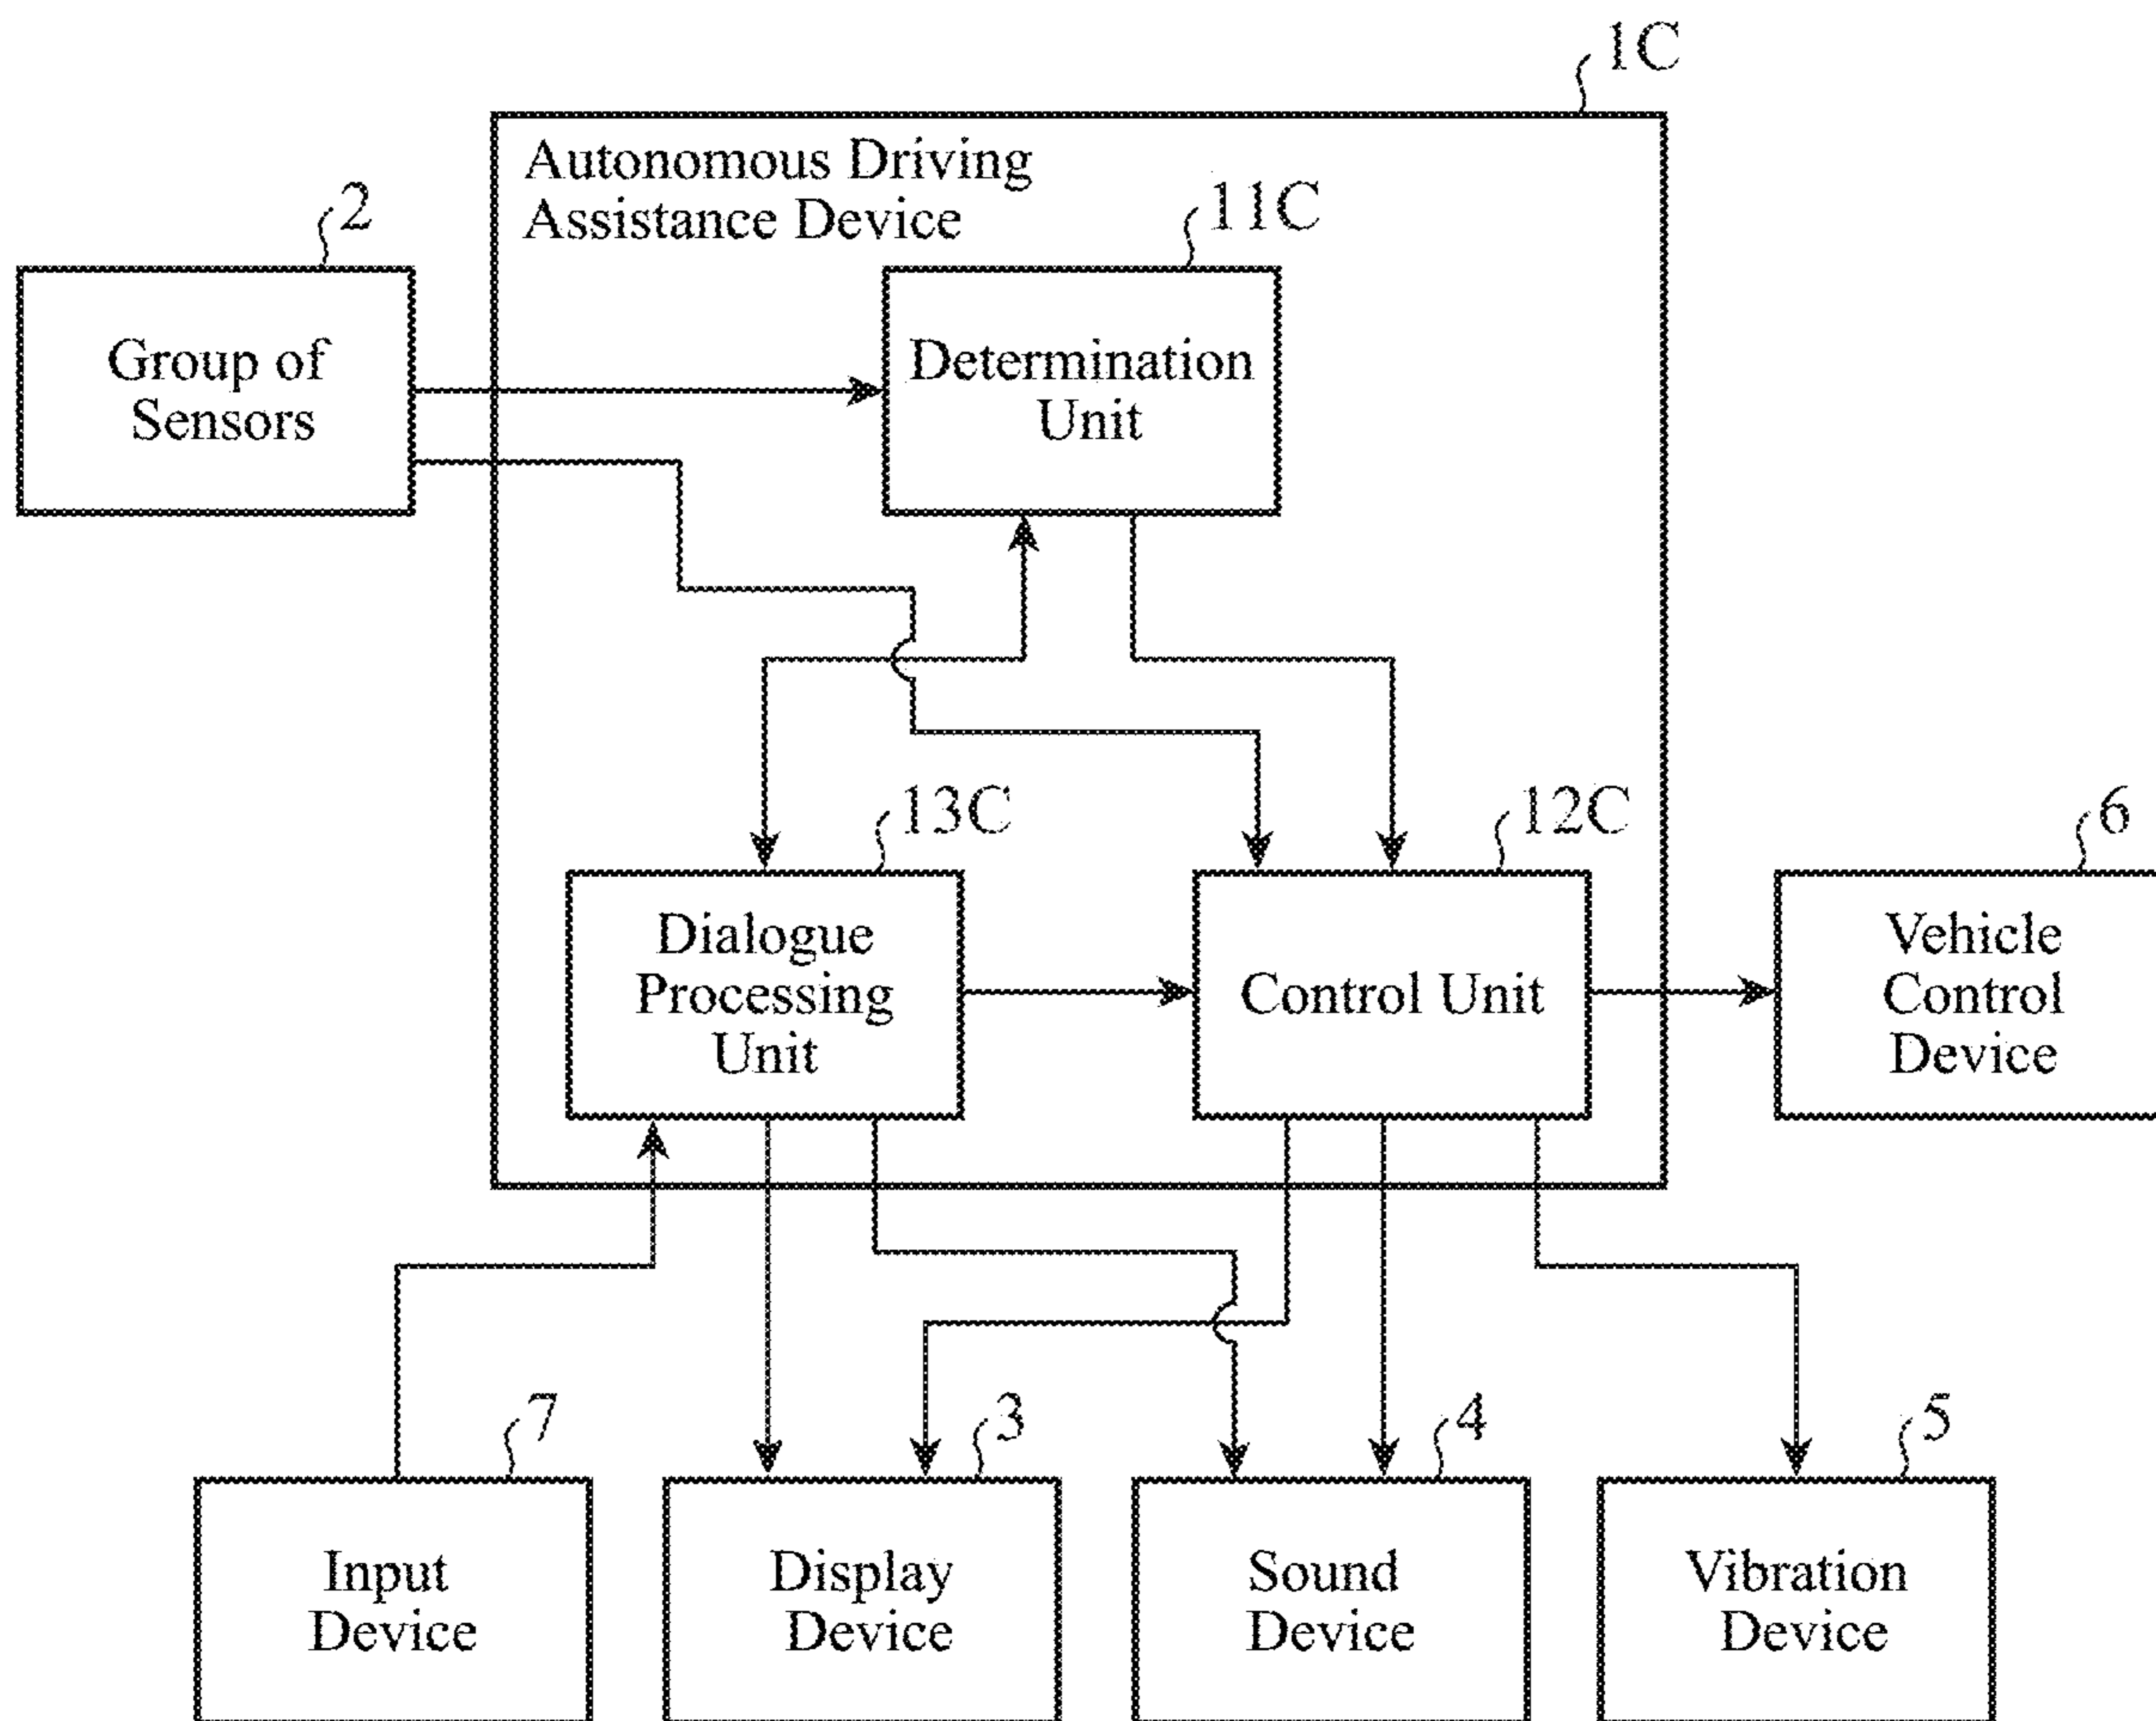 1C
Autonomous Driving
Assistance Device
2
11C
Group of
Sensors
Determination
Unit
13C
12C
6
Dialogue
Processing
Unit
Control Unit
Vehicle
Control
Device
7
3
4
5
Input
Device
Display
Device
Sound
Device
Vibration
Device